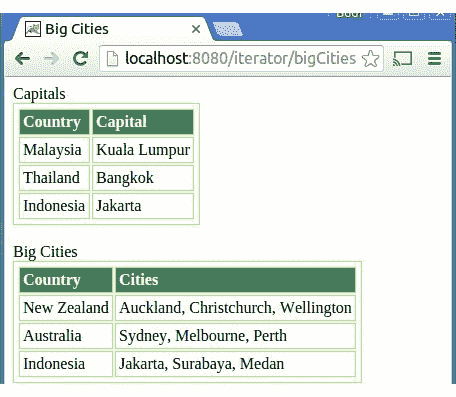 Big Cities
localhost:8080/iterator/bigCities
Capitals
Country Capital
Malaysia Kuala Lumpur
Thailand Bangkok
Indonesia Jakarta
Big Cities
Country Cities
New Zealand Auckland, Christchurch, Wellington
Australia Sydney, Melbourne, Perth
Indonesia Jakarta, Surabaya, Medan